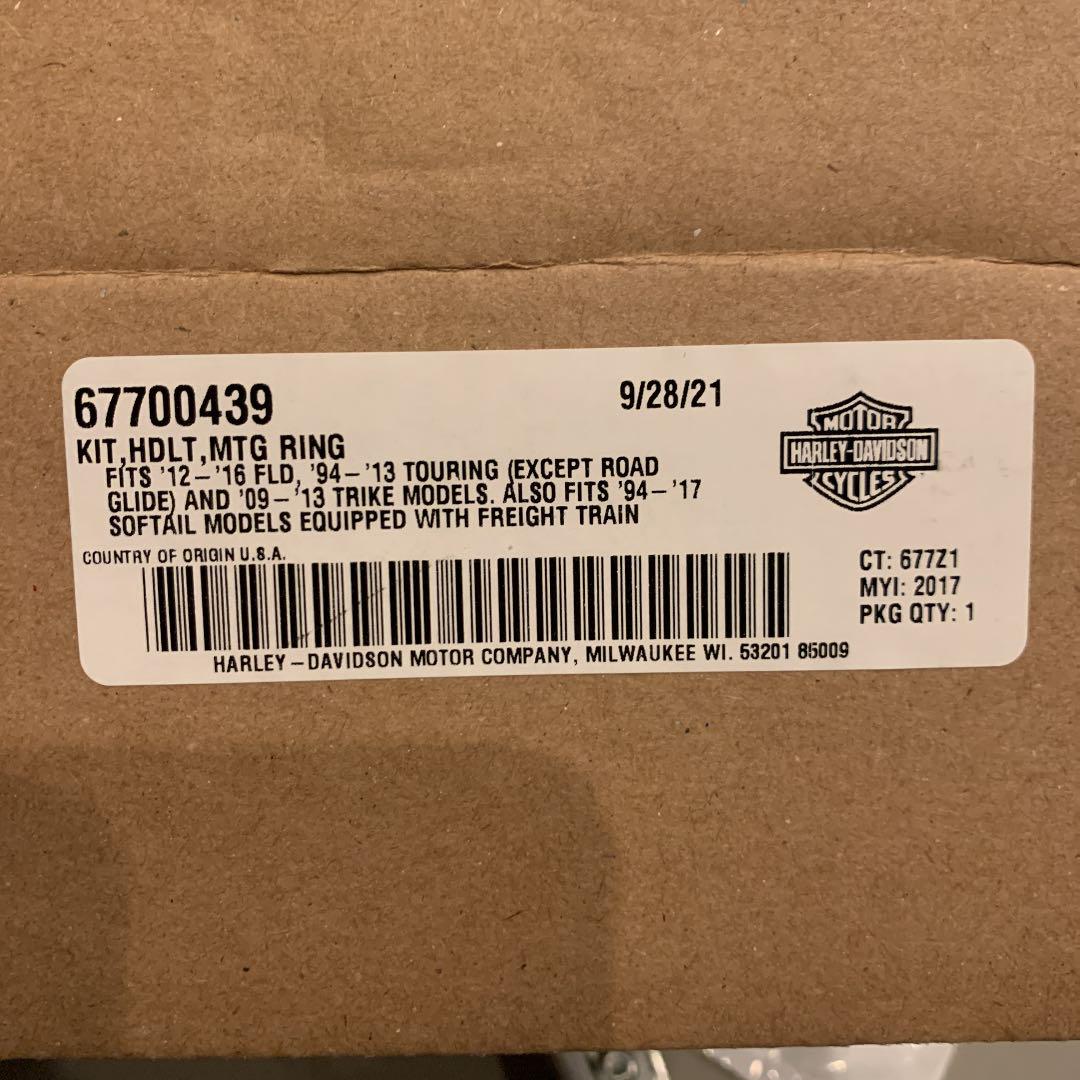 67700439
9/28/21
KIT,HDLT,MTG RING
FITS '12-'16 FLD, '94-'13 TOURING (EXCEPT ROAD
GLIDE) AND '09-'13 TRIKE MODELS. ALSO FITS '94-'17
SOFTAIL MODELS EQUIPPED WITH FREIGHT TRAIN
MOTOR
HARLEY-DAVIDSON
CYCLES
COUNTRY OF ORIGIN U.S.A.
CT: 677Z1
MYI: 2017
PKG QTY: 1
HARLEY-DAVIDSON MOTOR COMPANY, MILWAUKEE WI. 53201 85009